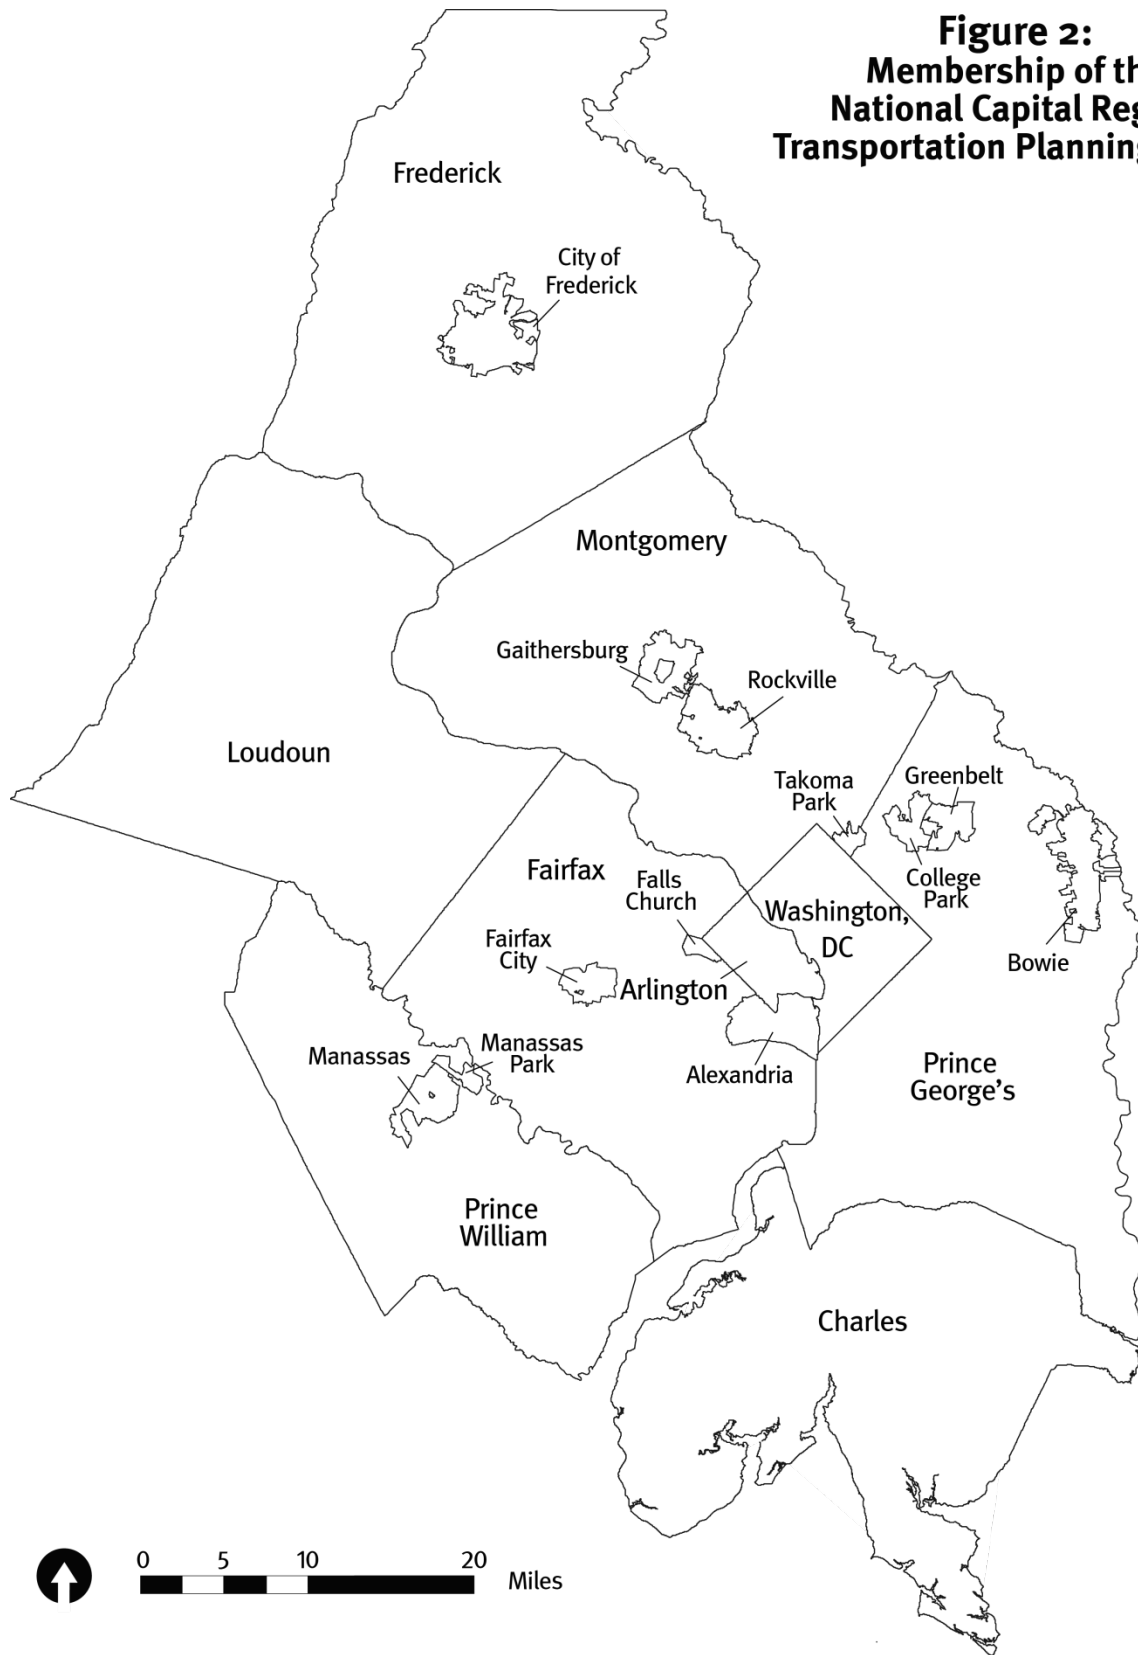 Figure 2:
Membership of th
National Capital Reg
Transportation Planning
Frederick
City of
Frederick
Montgomery
Gaithersburg
Rockville
Loudoun
Takoma
Park
Greenbelt
Fairfax
Falls
Church
College
Park
Washington,
DC
Fairfax
City
Bowie
Arlington
Manassas
Manassas
Park
Alexandria
Prince
George's
Prince
William
Charles
0 5 10 20
Miles